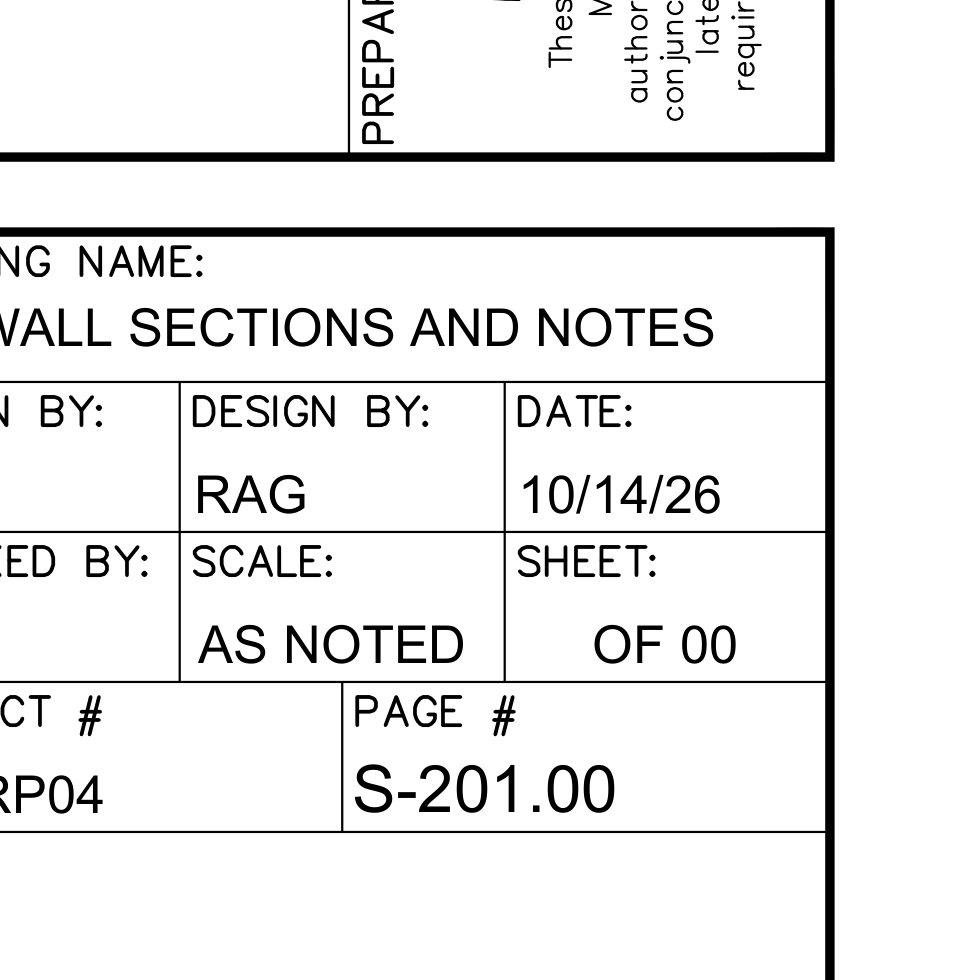 PREPAR
Thes
M
author
conjunc
late
requir
NG NAME:
WALL SECTIONS AND NOTES
N BY:
DESIGN BY:
DATE:
RAG
10/14/26
ED BY:
SCALE:
SHEET:
AS NOTED
OF 00
CT #
PAGE #
RP04
S-201.00